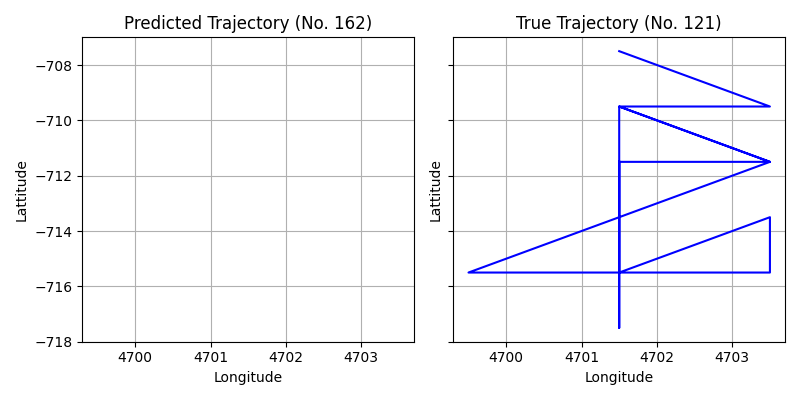 Predicted Trajectory (No. 162)
True Trajectory (No. 121)
−708
−710
−712
−714
−716
−718
Lattitude
Lattitude
4700 4701 4702 4703
4700 4701 4702 4703
Longitude
Longitude